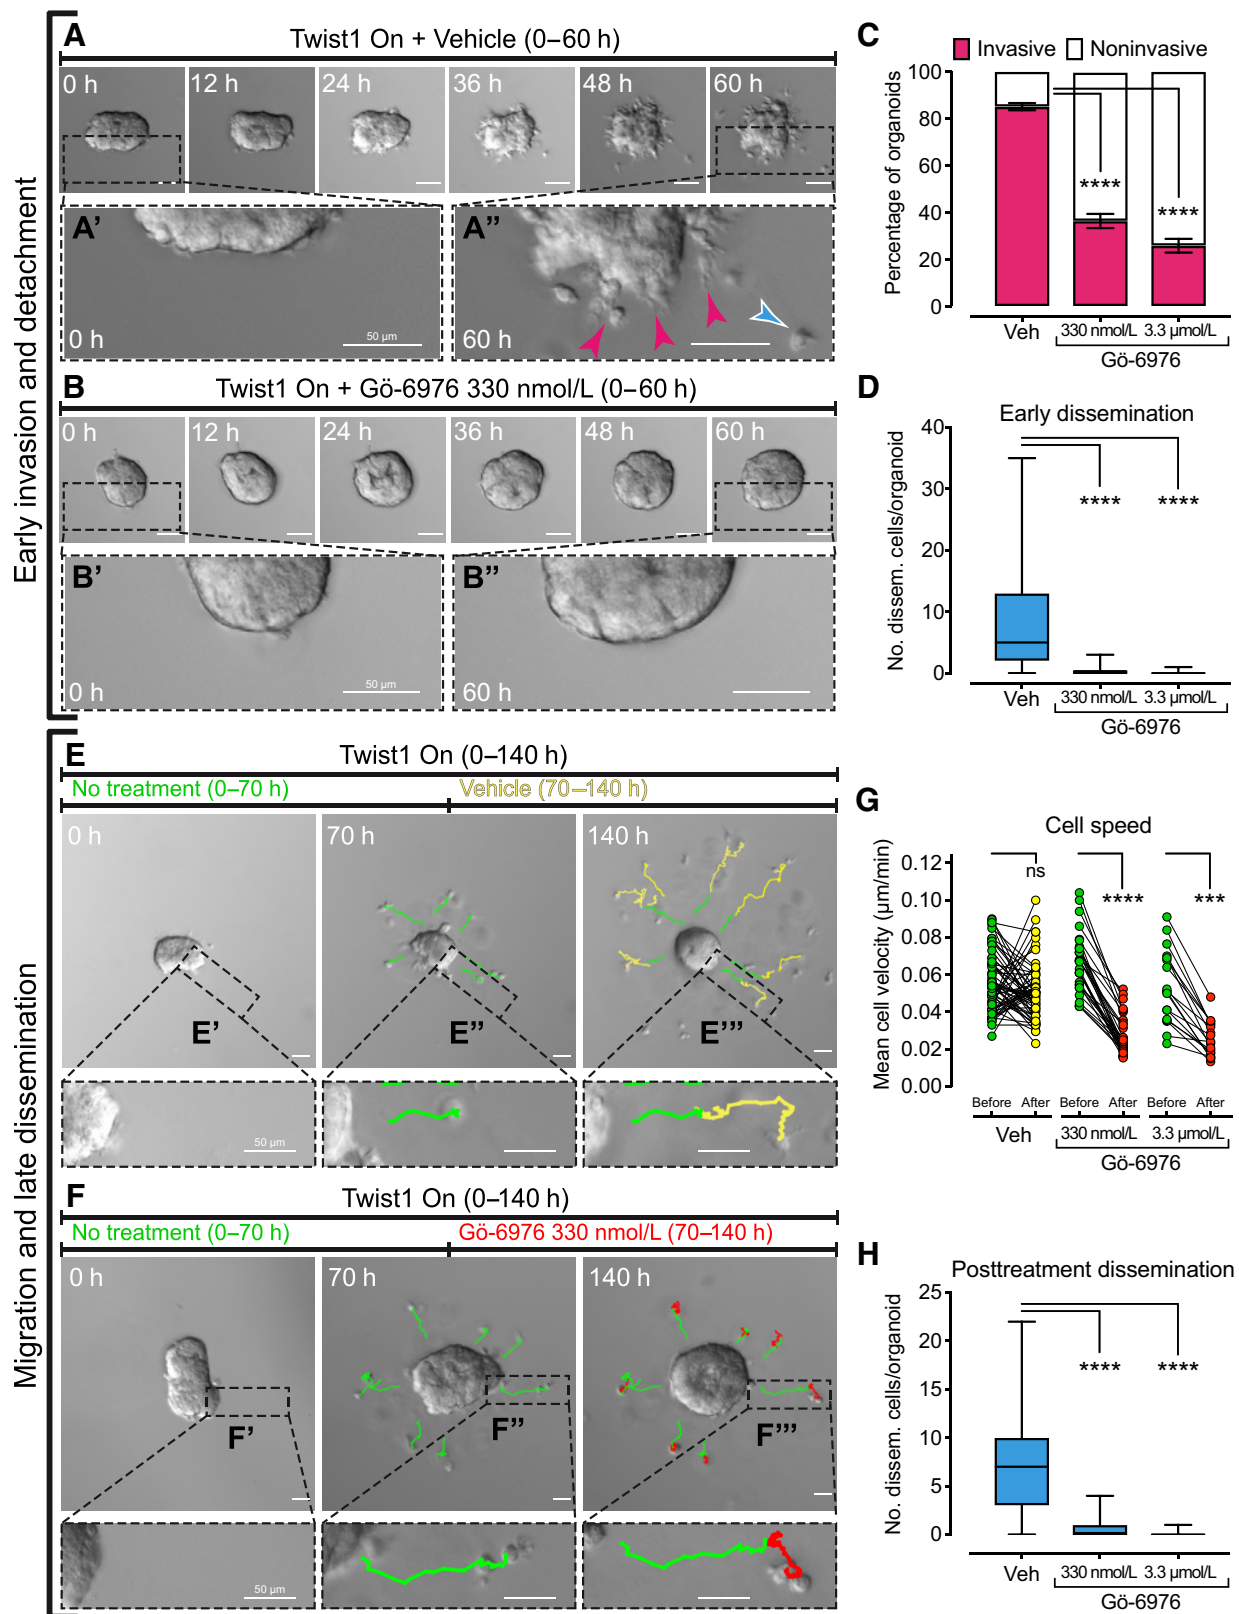 Early invasion and detachment
A
Twist1 On + Vehicle (0–60 h)
0 h 12 h 24 h 36 h 48 h 60 h
A' A''
0 h 50 µm 60 h
B
Twist1 On + Gö-6976 330 nmol/L (0–60 h)
0 h 12 h 24 h 36 h 48 h 60 h
B' B''
0 h 50 µm 60 h
C
Invasive Noninvasive
Percentage of organoids
100
80
60
40
20
0
****
****
Veh 330 nmol/L 3.3 µmol/L
Gö-6976
D
Early dissemination
No. dissem. cells/organoid
40
30
20
10
0
**** ****
Veh 330 nmol/L 3.3 µmol/L
Gö-6976
Migration and late dissemination
E
Twist1 On (0–140 h)
No treatment (0–70 h) Vehicle (70–140 h)
0 h 70 h 140 h
E' E'' E'''
50 µm
F
Twist1 On (0–140 h)
No treatment (0–70 h) Gö-6976 330 nmol/L (70–140 h)
0 h 70 h 140 h
F' F'' F'''
50 µm
G
Cell speed
Mean cell velocity (µm/min)
0.12
0.10
0.08
0.06
0.04
0.02
0.00
ns **** ***
Before After Before After Before After
Veh 330 nmol/L 3.3 µmol/L
Gö-6976
H
Posttreatment dissemination
No. dissem. cells/organoid
25
20
15
10
5
0
**** ****
Veh 330 nmol/L 3.3 µmol/L
Gö-6976